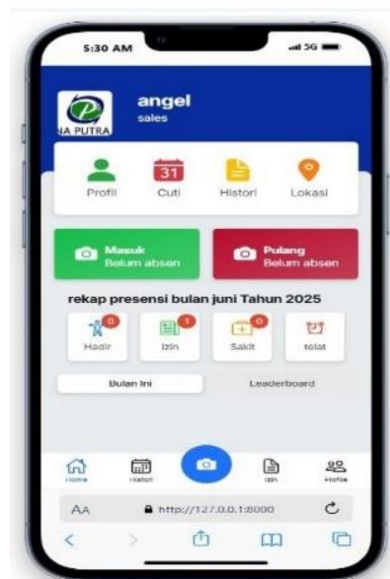 5:30 AM 5G
angel
sales
NA PUTRA
31
Profil Cuti Histori Lokasi
Masuk
Belum absen
Pulang
Belum absen
rekap presensi bulan juni Tahun 2025
0 1 0
Hadir Izin Sakit telat
Bulan Ini Leaderboard
Home Histori Izin Profile
AA http://127.0.0.1:8000